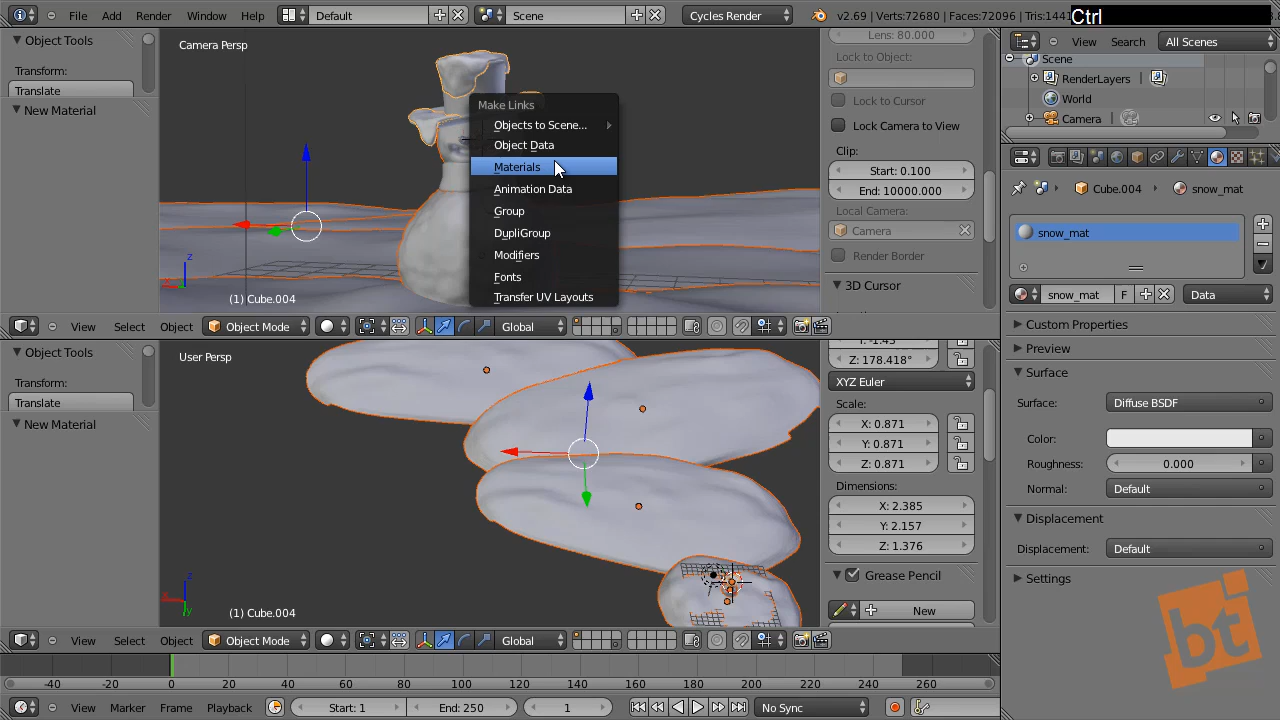 File Add Render Window Help Default Scene Cycles Render v2.69 | Verts:72680 | Faces:72096 | Tris:1441
Ctrl
Object Tools
Transform:
Translate
New Material
Camera Persp
Make Links
Objects to Scene...
Object Data
Materials
Animation Data
Group
DupliGroup
Modifiers
Fonts
Transfer UV Layouts
z
x
(1) Cube.004
Lens: 80.000
Lock to Object:
Lock to Cursor
Lock Camera to View
Clip:
Start: 0.100
End: 10000.000
Local Camera:
Camera
Render Border
3D Cursor
View Select Object Object Mode Global
Object Tools
Transform:
Translate
New Material
User Persp
z
x
y
(1) Cube.004
Z: 178.418°
XYZ Euler
Scale:
X: 0.871
Y: 0.871
Z: 0.871
Dimensions:
X: 2.385
Y: 2.157
Z: 1.376
Grease Pencil
New
View Select Object Object Mode Global
-40 -20 0 20 40 60 80 100 120 140 160 180 200 220 240 260
View Marker Frame Playback Start: 1 End: 250 1 No Sync
View Search All Scenes
Scene
RenderLayers
World
Camera
Cube.004 snow_mat
snow_mat
snow_mat F Data
Custom Properties
Preview
Surface
Surface: Diffuse BSDF
Color:
Roughness: 0.000
Normal: Default
Displacement
Displacement: Default
Settings
bt